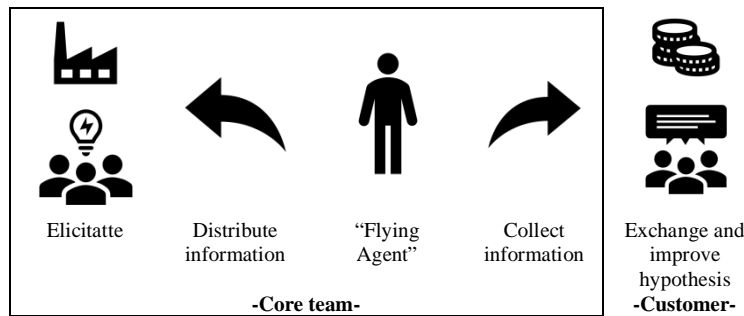 Elicitatte
Distribute
information
“Flying
Agent”
Collect
information
-Core team-
Exchange and
improve
hypothesis
-Customer-